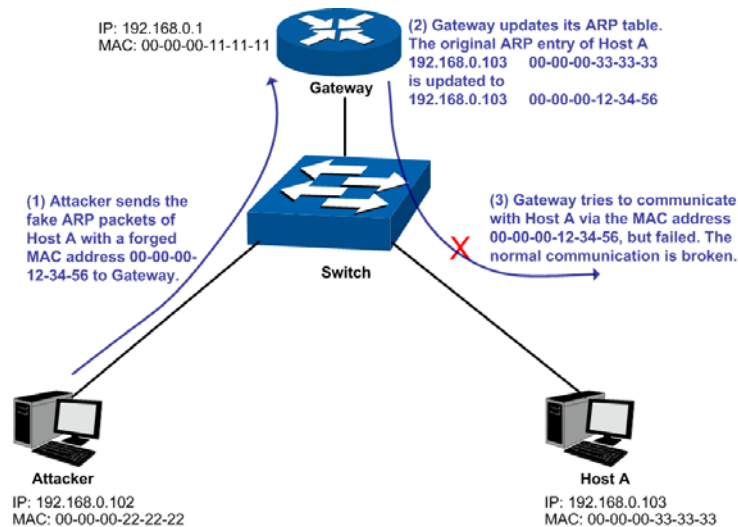 IP: 192.168.0.1
MAC: 00-00-00-11-11-11
Gateway
(2) Gateway updates its ARP table.
The original ARP entry of Host A
192.168.0.103 00-00-00-33-33-33
is updated to
192.168.0.103 00-00-00-12-34-56
(1) Attacker sends the
fake ARP packets of
Host A with a forged
MAC address 00-00-00-
12-34-56 to Gateway.
(3) Gateway tries to communicate
with Host A via the MAC address
00-00-00-12-34-56, but failed. The
normal communication is broken.
X
Switch
Attacker
IP: 192.168.0.102
MAC: 00-00-00-22-22-22
Host A
IP: 192.168.0.103
MAC: 00-00-00-33-33-33